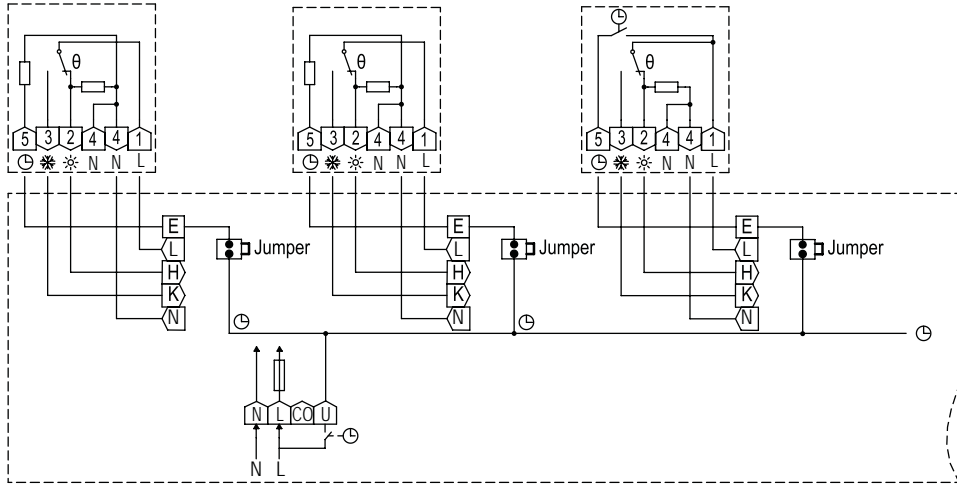 θ θ θ
5 3 2 4 4 1 5 3 2 4 4 1 5 3 2 4 4 1
N N L N N L N N L
E E E
L Jumper L Jumper L Jumper
H H H
K K K
N N N
N L CO U
N L